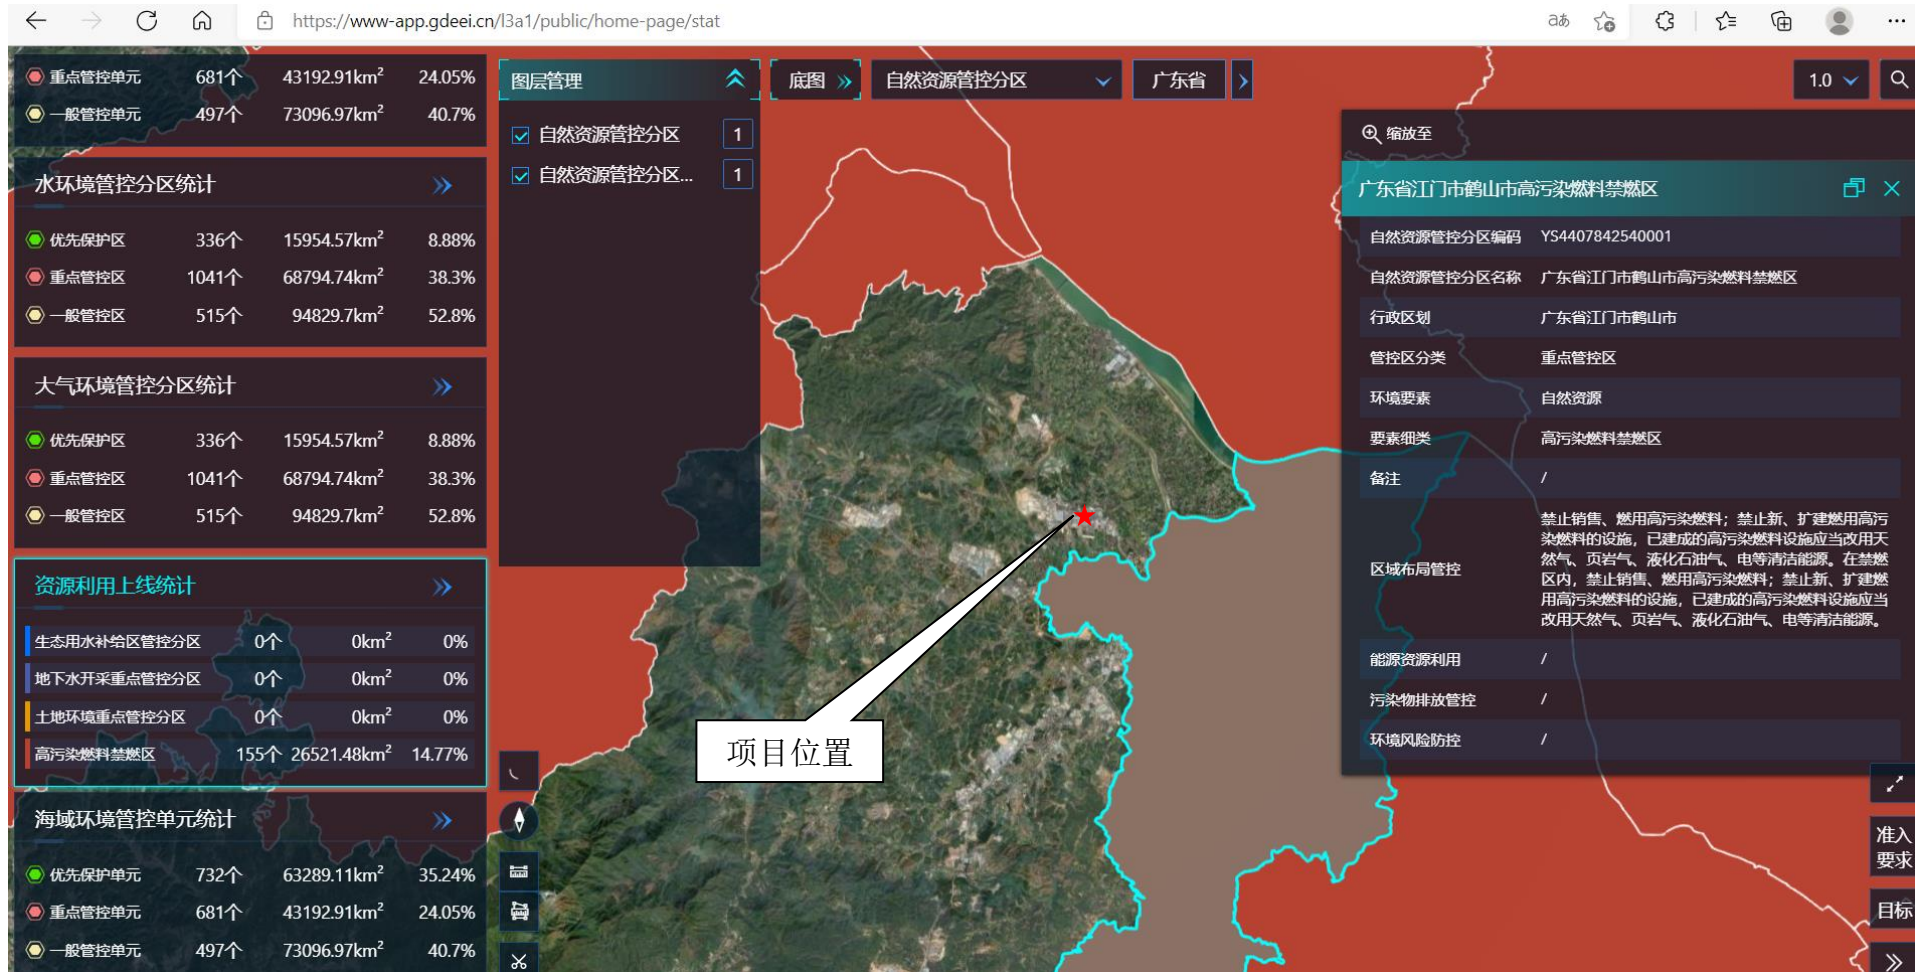 https://www-app.gdeei.cn/l3a1/public/home-page/stat
重点管控单元 681个 43192.91km² 24.05%
一般管控单元 497个 73096.97km² 40.7%
水环境管控分区统计
优先保护区 336个 15954.57km² 8.88%
重点管控区 1041个 68794.74km² 38.3%
一般管控区 515个 94829.7km² 52.8%
大气环境管控分区统计
优先保护区 336个 15954.57km² 8.88%
重点管控区 1041个 68794.74km² 38.3%
一般管控区 515个 94829.7km² 52.8%
资源利用上线统计
生态用水补给区管控分区 0个 0km² 0%
地下水开采重点管控分区 0个 0km² 0%
土地环境重点管控分区 0个 0km² 0%
高污染燃料禁燃区 155个 26521.48km² 14.77%
海域环境管控单元统计
优先保护单元 732个 63289.11km² 35.24%
重点管控单元 681个 43192.91km² 24.05%
一般管控单元 497个 73096.97km² 40.7%
图层管理
自然资源管控分区 1
自然资源管控分区... 1
底图
自然资源管控分区
广东省
1.0
项目位置
缩放至
广东省江门市鹤山市高污染燃料禁燃区
自然资源管控分区编码 YS4407842540001
自然资源管控分区名称 广东省江门市鹤山市高污染燃料禁燃区
行政区划 广东省江门市鹤山市
管控区分类 重点管控区
环境要素 自然资源
要素细类 高污染燃料禁燃区
备注 /
区域布局管控
禁止销售、燃用高污染燃料；禁止新、扩建燃用高污
染燃料的设施，已建成的高污染燃料设施应当改用天
然气、页岩气、液化石油气、电等清洁能源。在禁燃
区内，禁止销售、燃用高污染燃料；禁止新、扩建燃
用高污染燃料的设施，已建成的高污染燃料设施应当
改用天然气、页岩气、液化石油气、电等清洁能源。
能源资源利用 /
污染物排放管控 /
环境风险防控 /
准入
要求
目标